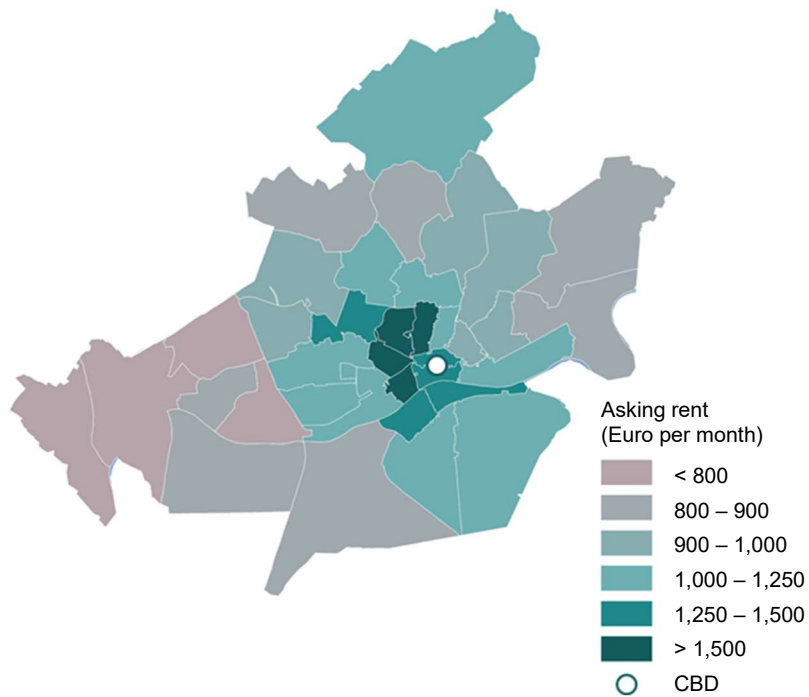 Asking rent
(Euro per month)
< 800
800 – 900
900 – 1,000
1,000 – 1,250
1,250 – 1,500
> 1,500
CBD